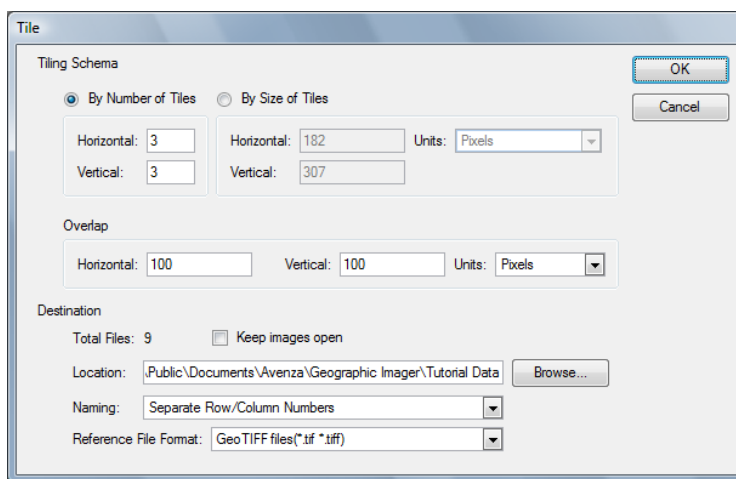 Tile
Tiling Schema
OK
By Number of Tiles By Size of Tiles
Cancel
Horizontal: 3 Horizontal: 182 Units: Pixels
Vertical: 3 Vertical: 307
Overlap
Horizontal: 100 Vertical: 100 Units: Pixels
Destination
Total Files: 9 Keep images open
Location: \Public\Documents\Avenza\Geographic Imager\Tutorial Data Browse...
Naming: Separate Row/Column Numbers
Reference File Format: GeoTIFF files(*.tif *.tiff)